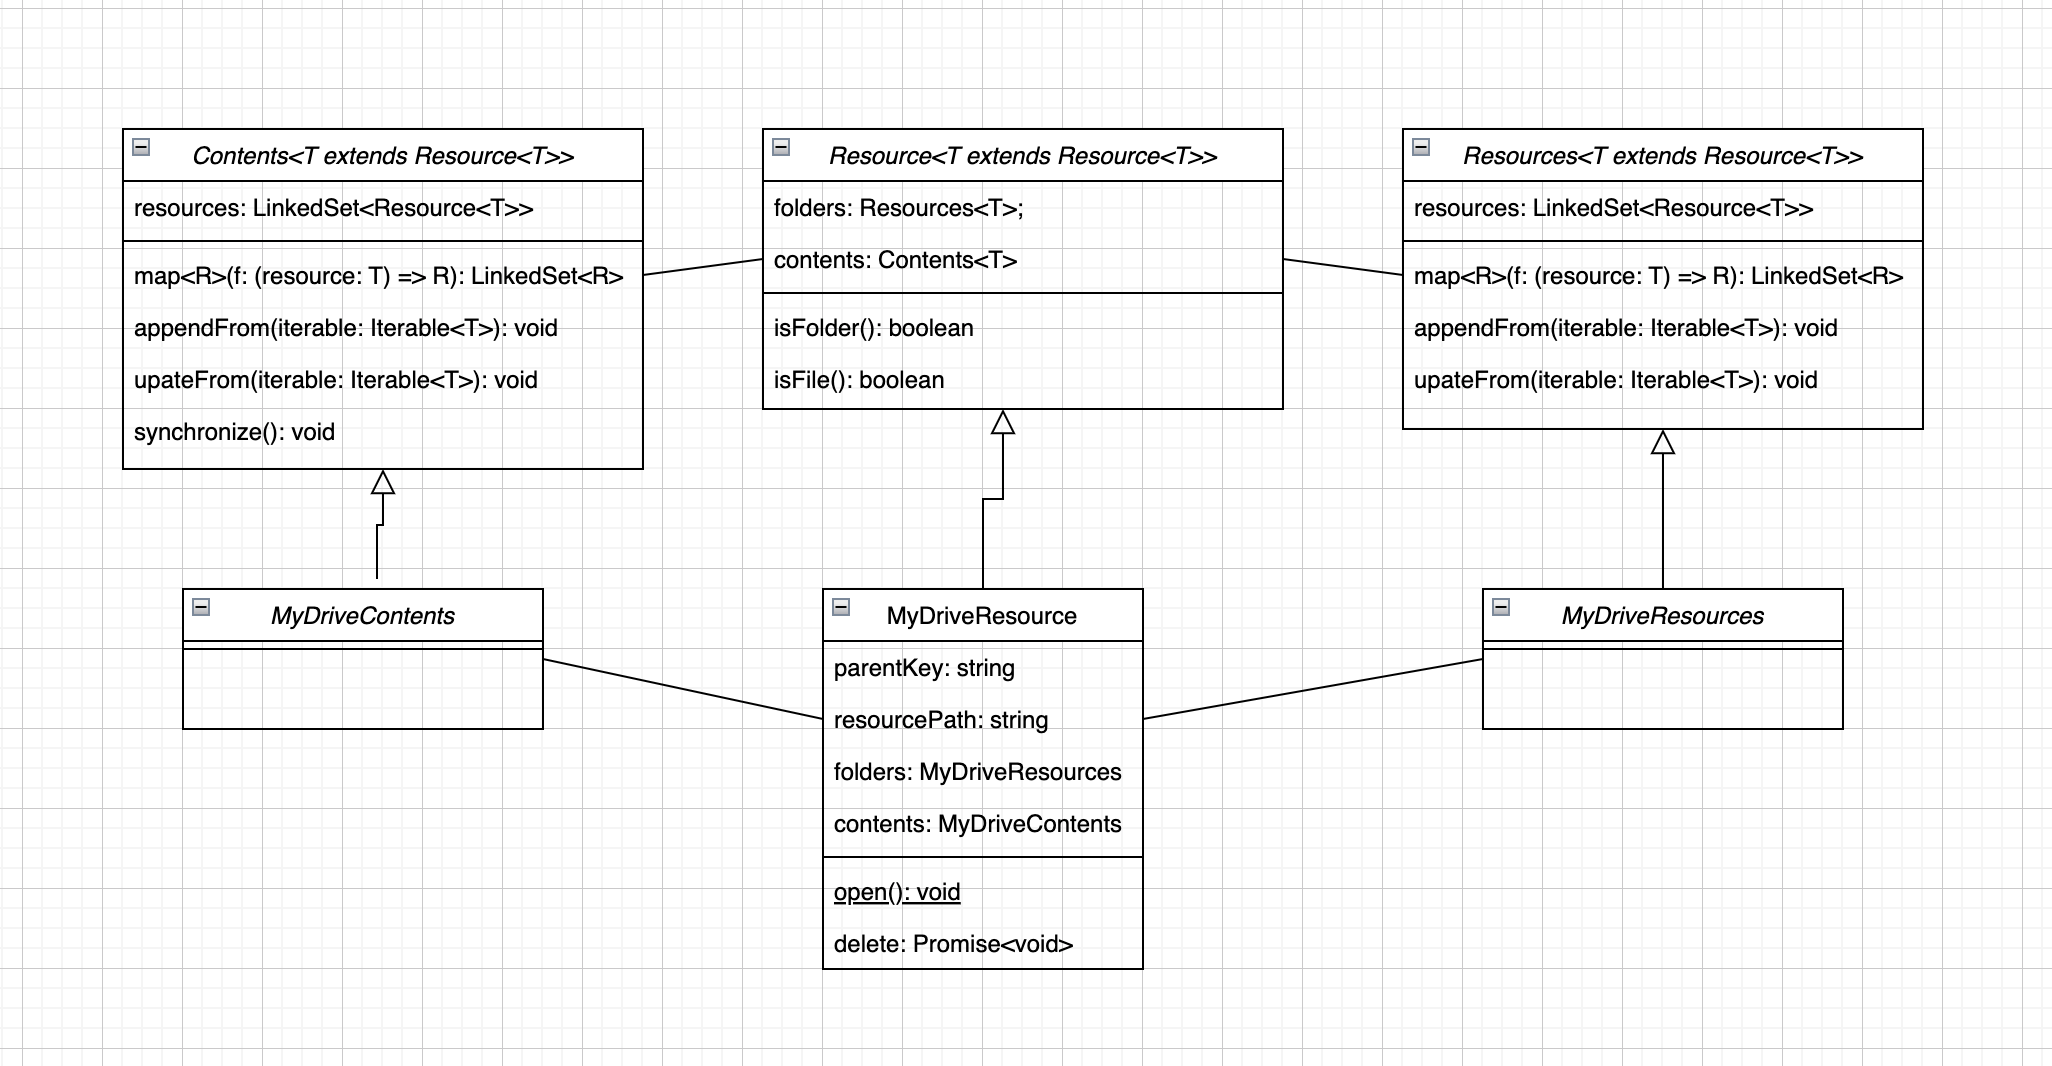 Contents<T extends Resource<T>>
resources: LinkedSet<Resource<T>>
map<R>(f: (resource: T) => R): LinkedSet<R>
appendFrom(iterable: Iterable<T>): void
upateFrom(iterable: Iterable<T>): void
synchronize(): void
Resource<T extends Resource<T>>
folders: Resources<T>;
contents: Contents<T>
isFolder(): boolean
isFile(): boolean
Resources<T extends Resource<T>>
resources: LinkedSet<Resource<T>>
map<R>(f: (resource: T) => R): LinkedSet<R>
appendFrom(iterable: Iterable<T>): void
upateFrom(iterable: Iterable<T>): void
MyDriveContents
MyDriveResource
parentKey: string
resourcePath: string
folders: MyDriveResources
contents: MyDriveContents
open(): void
delete: Promise<void>
MyDriveResources